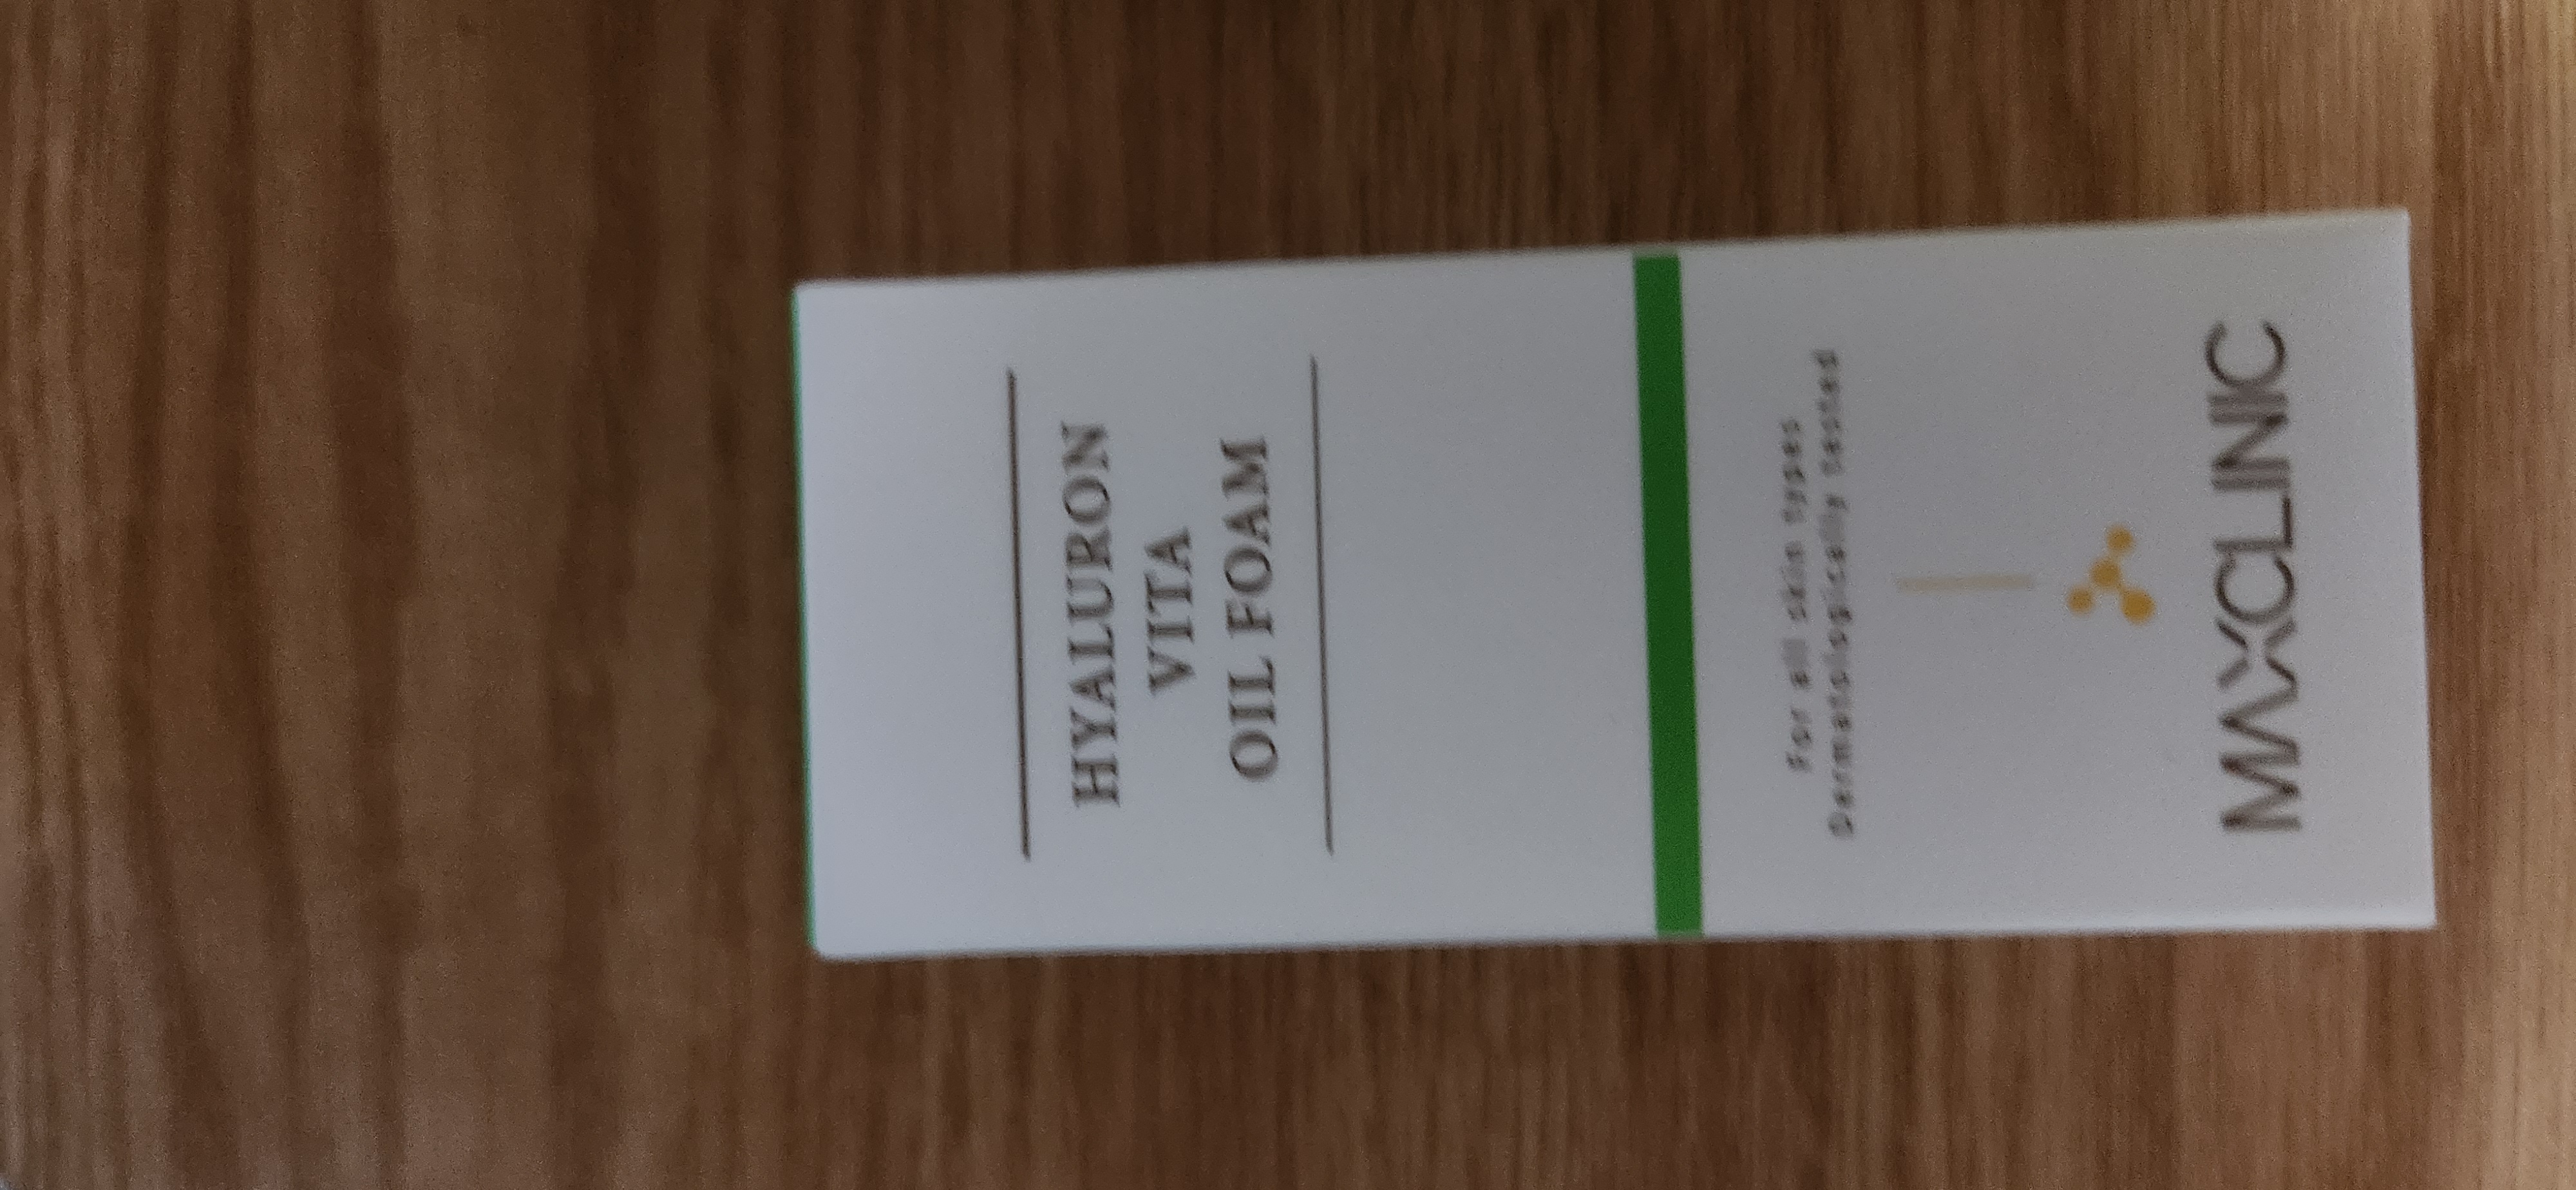 HYALURON
VITA
OIL FOAM
For all skin types
Dermatologically tested
MAXCLINIC